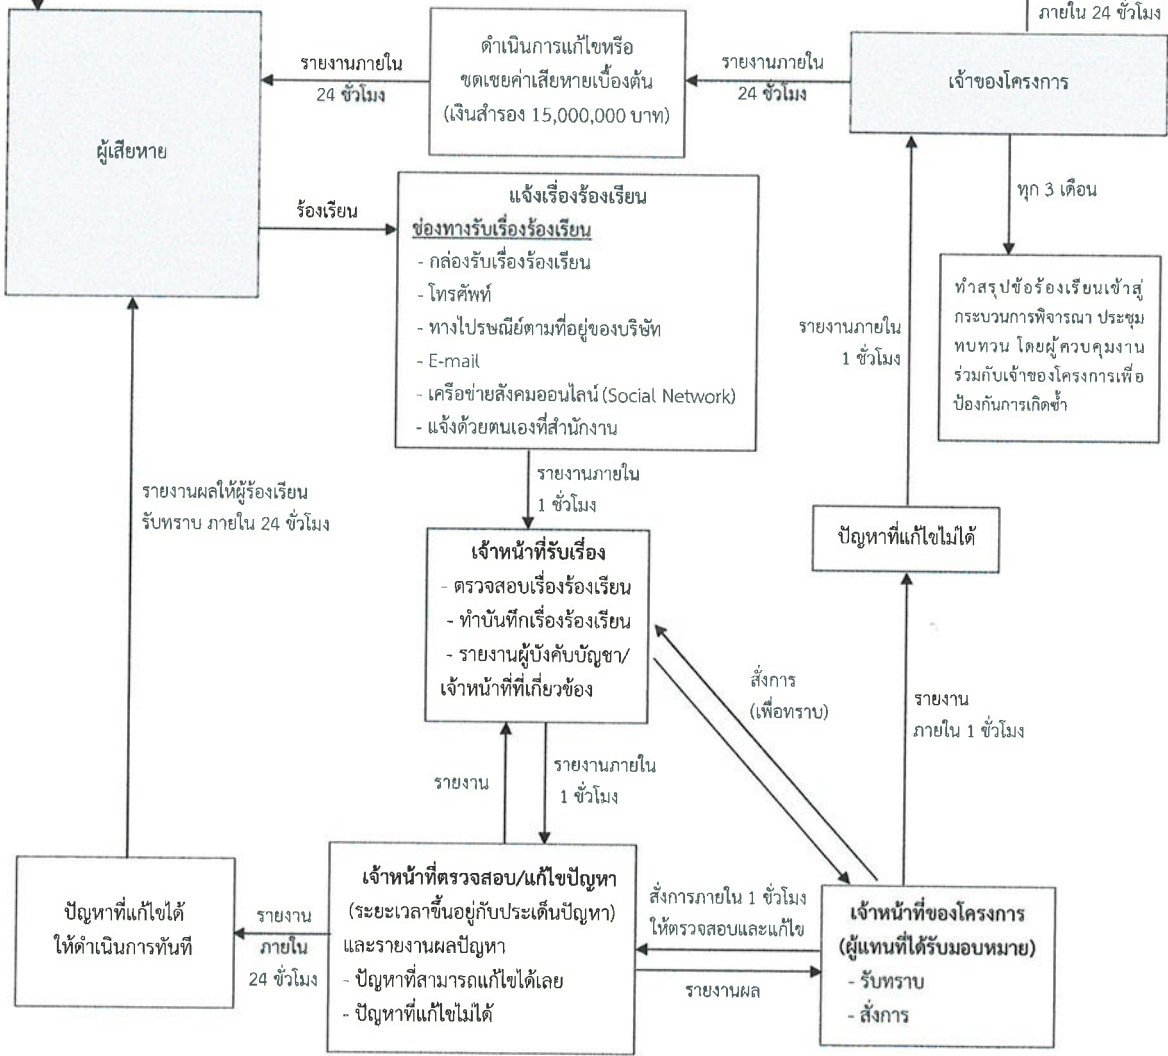 ภายใน 24 ชั่วโมง
ดำเนินการแก้ไขหรือ
ชดเชยค่าเสียหายเบื้องต้น
(เงินสำรอง 15,000,000 บาท)
รายงานภายใน
24 ชั่วโมง
รายงานภายใน
24 ชั่วโมง
เจ้าของโครงการ
ผู้เสียหาย
ร้องเรียน
แจ้งเรื่องร้องเรียน
ช่องทางรับเรื่องร้องเรียน
- กล่องรับเรื่องร้องเรียน
- โทรศัพท์
- ทางไปรษณีย์ตามที่อยู่ของบริษัท
- E-mail
- เครือข่ายสังคมออนไลน์ (Social Network)
- แจ้งด้วยตนเองที่สำนักงาน
ทุก 3 เดือน
ทำสรุปข้อร้องเรียนเข้าสู่
กระบวนการพิจารณา ประชุม
ทบทวน โดยผู้ควบคุมงาน
ร่วมกับเจ้าของโครงการเพื่อ
ป้องกันการเกิดซ้ำ
รายงานภายใน
1 ชั่วโมง
รายงานภายใน
1 ชั่วโมง
รายงานผลให้ผู้ร้องเรียน
รับทราบ ภายใน 24 ชั่วโมง
ปัญหาที่แก้ไขไม่ได้
เจ้าหน้าที่รับเรื่อง
- ตรวจสอบเรื่องร้องเรียน
- ทำบันทึกเรื่องร้องเรียน
- รายงานผู้บังคับบัญชา/
เจ้าหน้าที่ที่เกี่ยวข้อง
สั่งการ
(เพื่อทราบ)
รายงาน
ภายใน 1 ชั่วโมง
รายงาน
รายงานภายใน
1 ชั่วโมง
ปัญหาที่แก้ไขได้
ให้ดำเนินการทันที
รายงาน
ภายใน
24 ชั่วโมง
เจ้าหน้าที่ตรวจสอบ/แก้ไขปัญหา
(ระยะเวลาขึ้นอยู่กับประเด็นปัญหา)
และรายงานผลปัญหา
- ปัญหาที่สามารถแก้ไขได้เลย
- ปัญหาที่แก้ไขไม่ได้
สั่งการภายใน 1 ชั่วโมง
ให้ตรวจสอบและแก้ไข
รายงานผล
เจ้าหน้าที่ของโครงการ
(ผู้แทนที่ได้รับมอบหมาย)
- รับทราบ
- สั่งการ